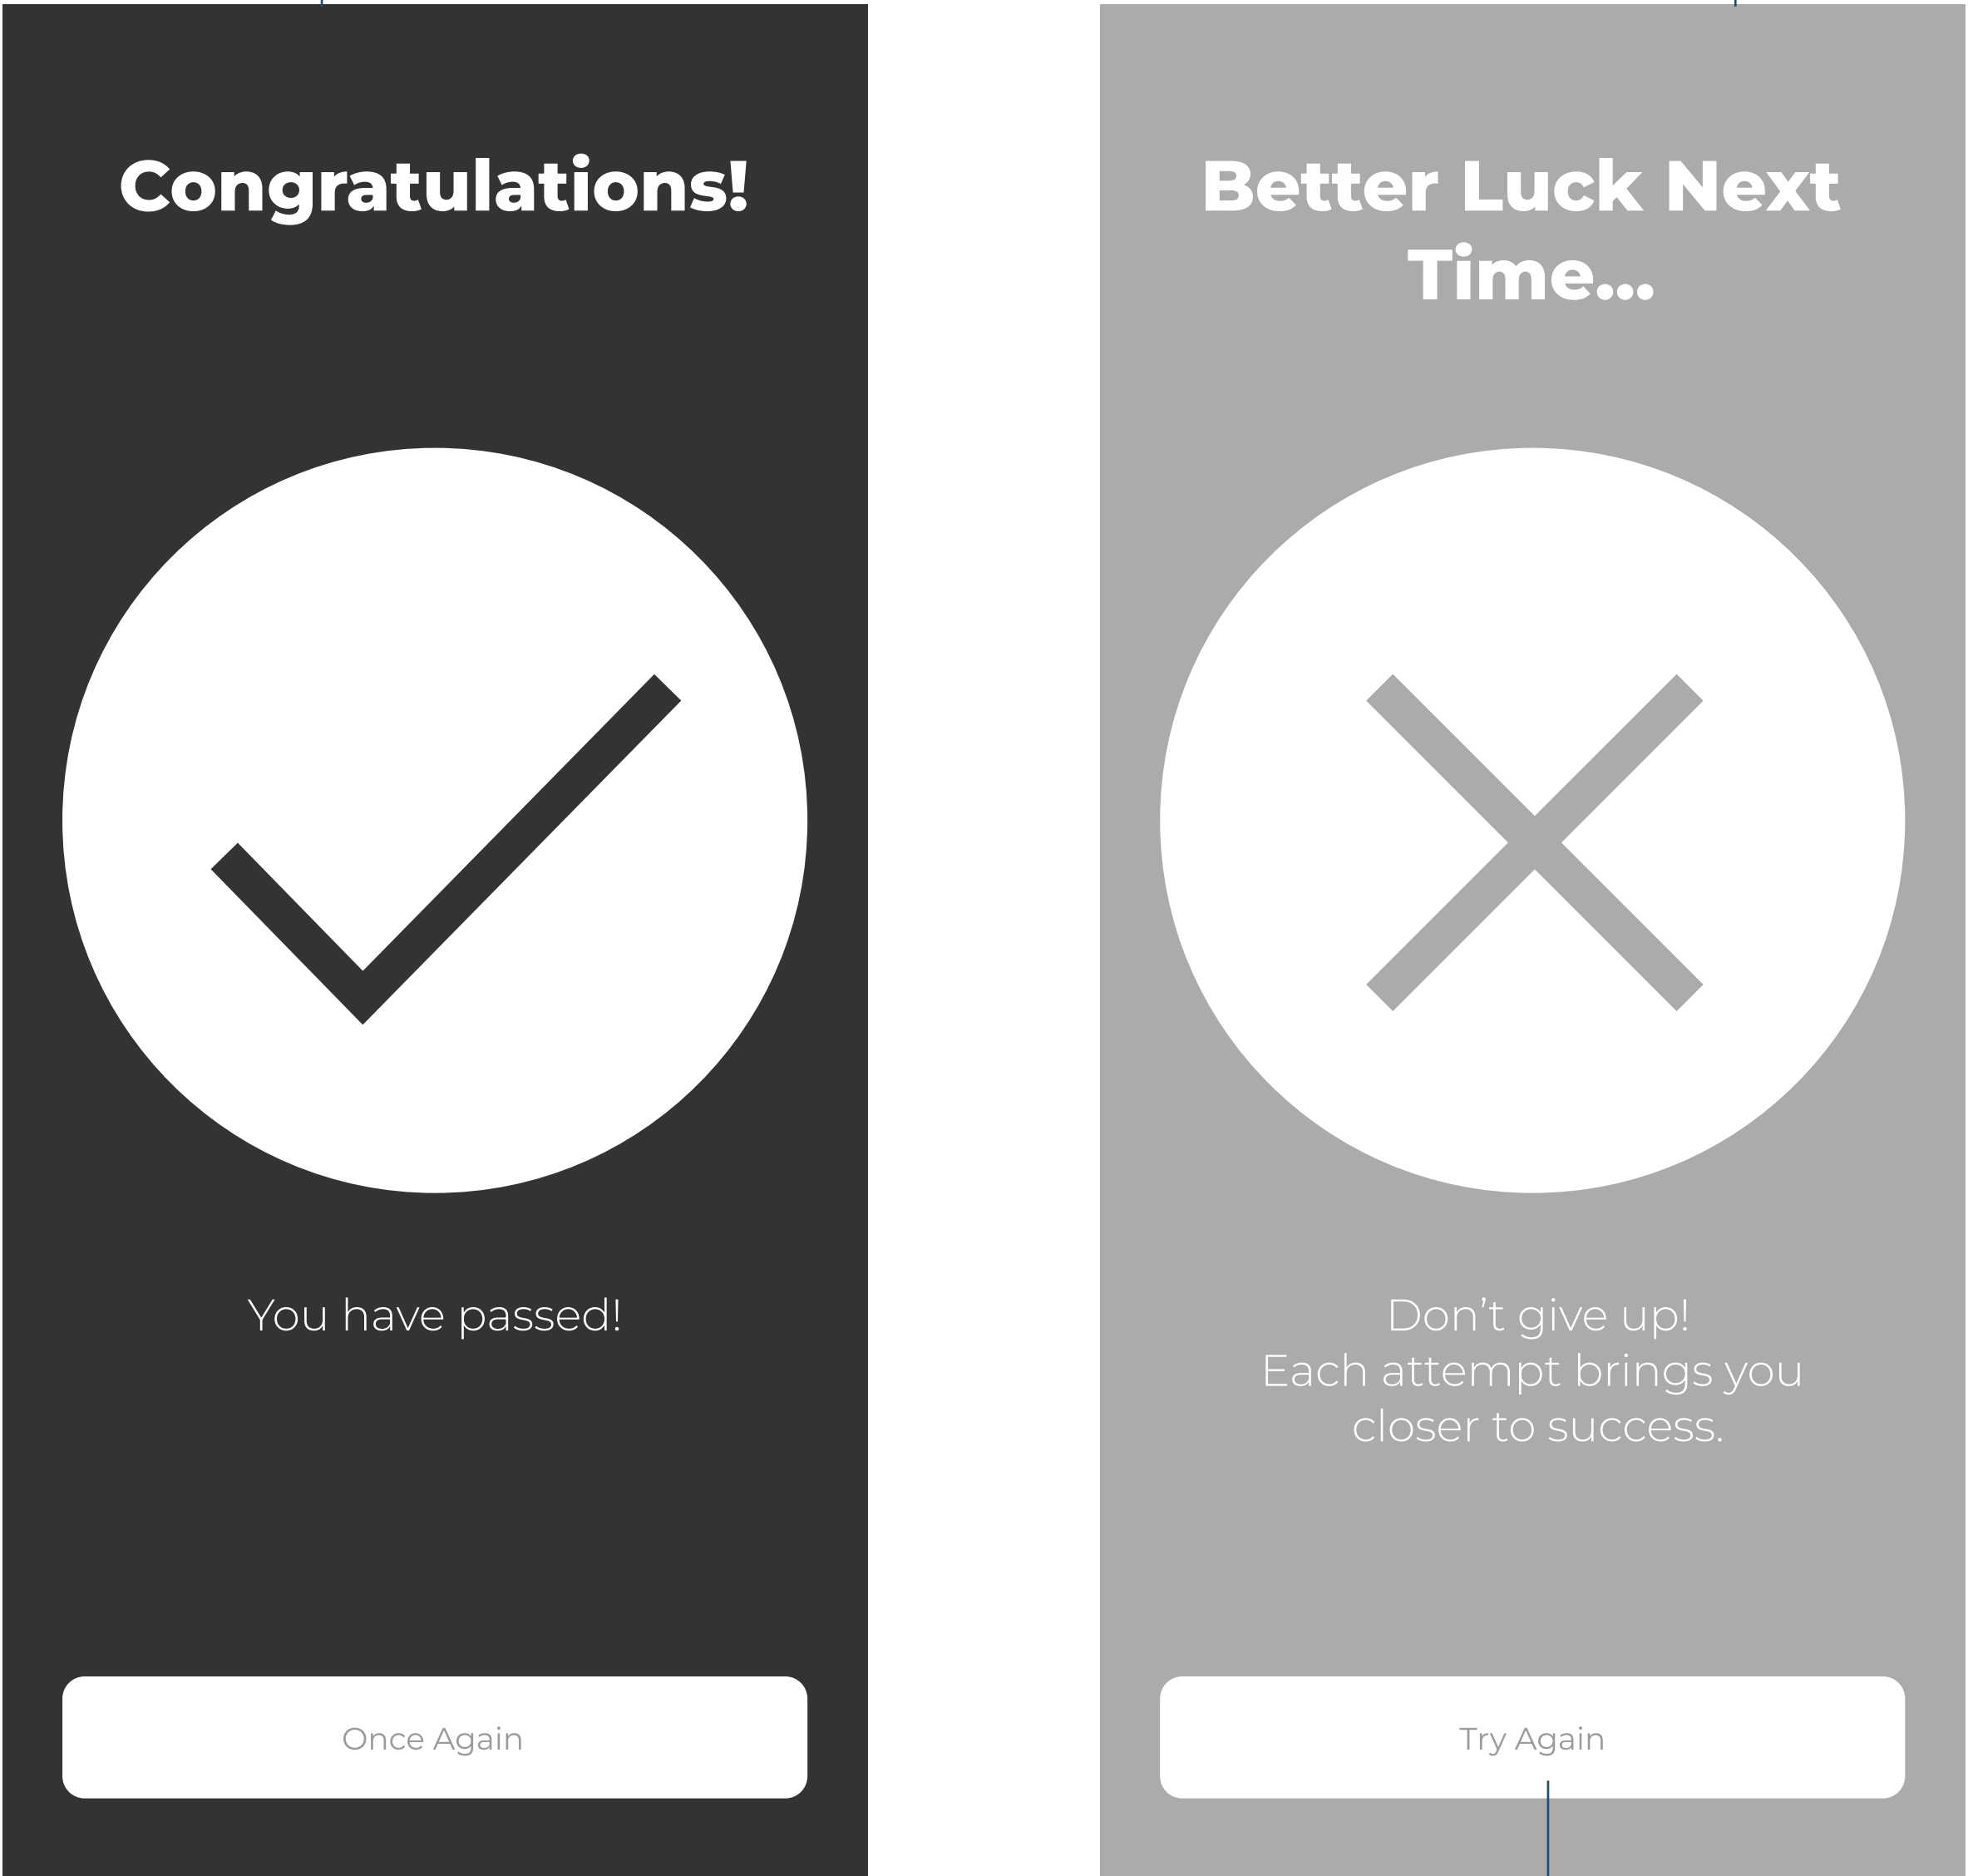 Congratulations!
You have passed!
Once Again
Better Luck Next
Time...
Don't give up!
Each attempt brings you
closer to success.
Try Again